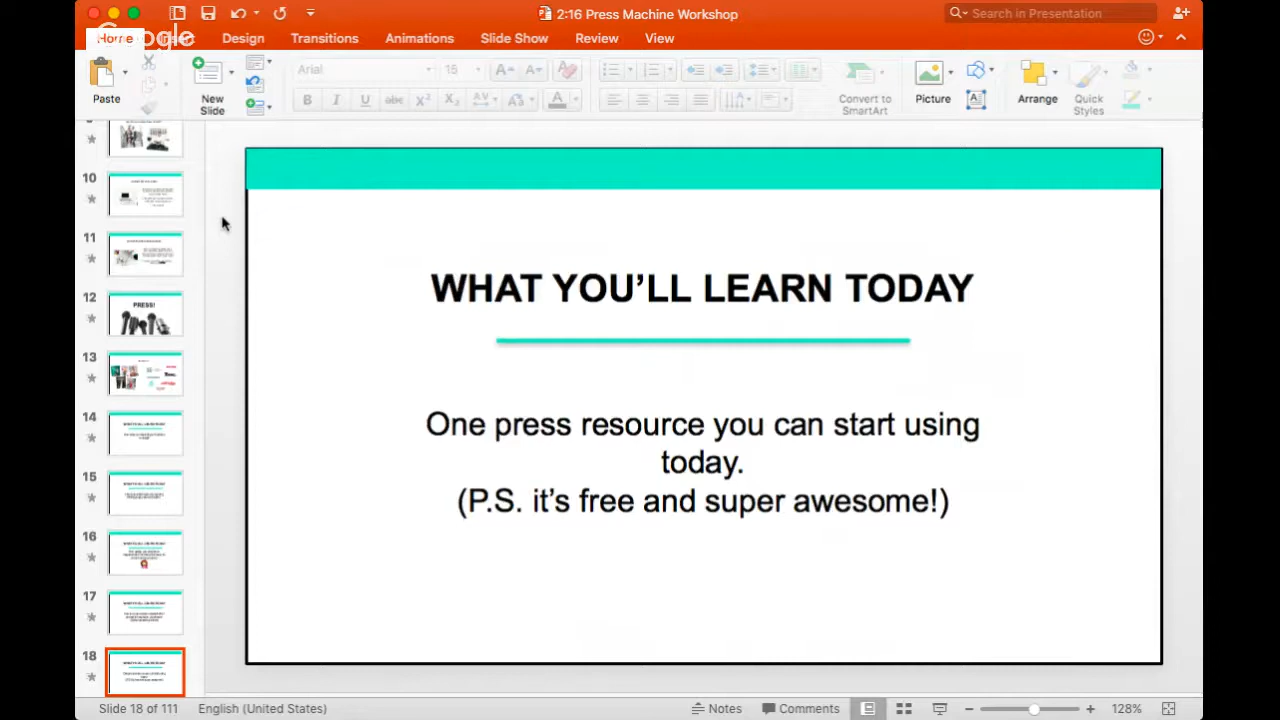 2:16 Press Machine Workshop
Search in Presentation
Google
Home Insert Design Transitions Animations Slide Show Review View
Arial 15
Paste
New
Slide
Convert to
SmartArt
Picture
Arrange
Quick
Styles
10
11
12
PRESS!
13
14
15
16
17
18
WHAT YOU’LL LEARN TODAY
One press resource you can start using
today.
(P.S. it’s free and super awesome!)
Slide 18 of 111 English (United States) Notes Comments 128%